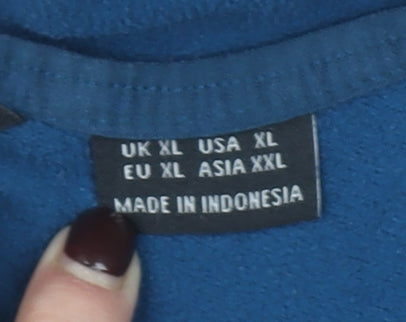 UK XL USA XL
EU XL ASIA XXL
MADE IN INDONESIA